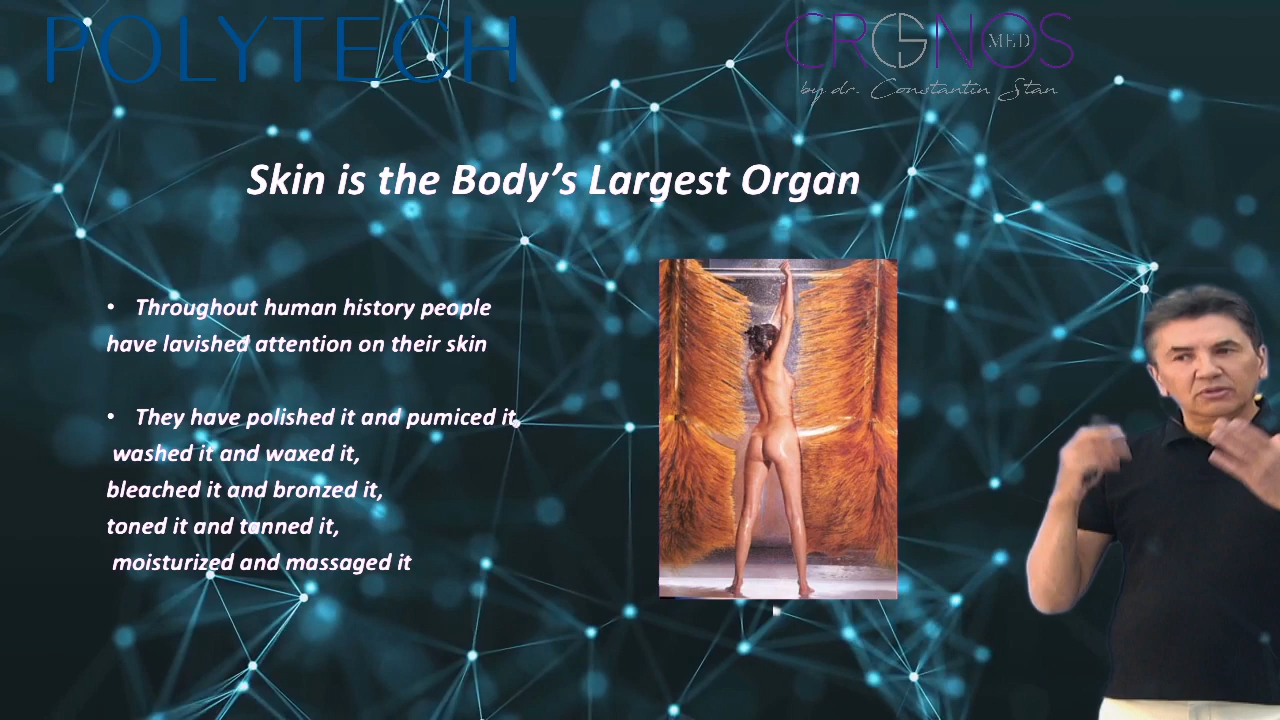 POLYTECH
CRONOS
MED
by dr. Constantin Stan
Skin is the Body’s Largest Organ
• Throughout human history people
have lavished attention on their skin
• They have polished it and pumiced it,
washed it and waxed it,
bleached it and bronzed it,
toned it and tanned it,
moisturized and massaged it